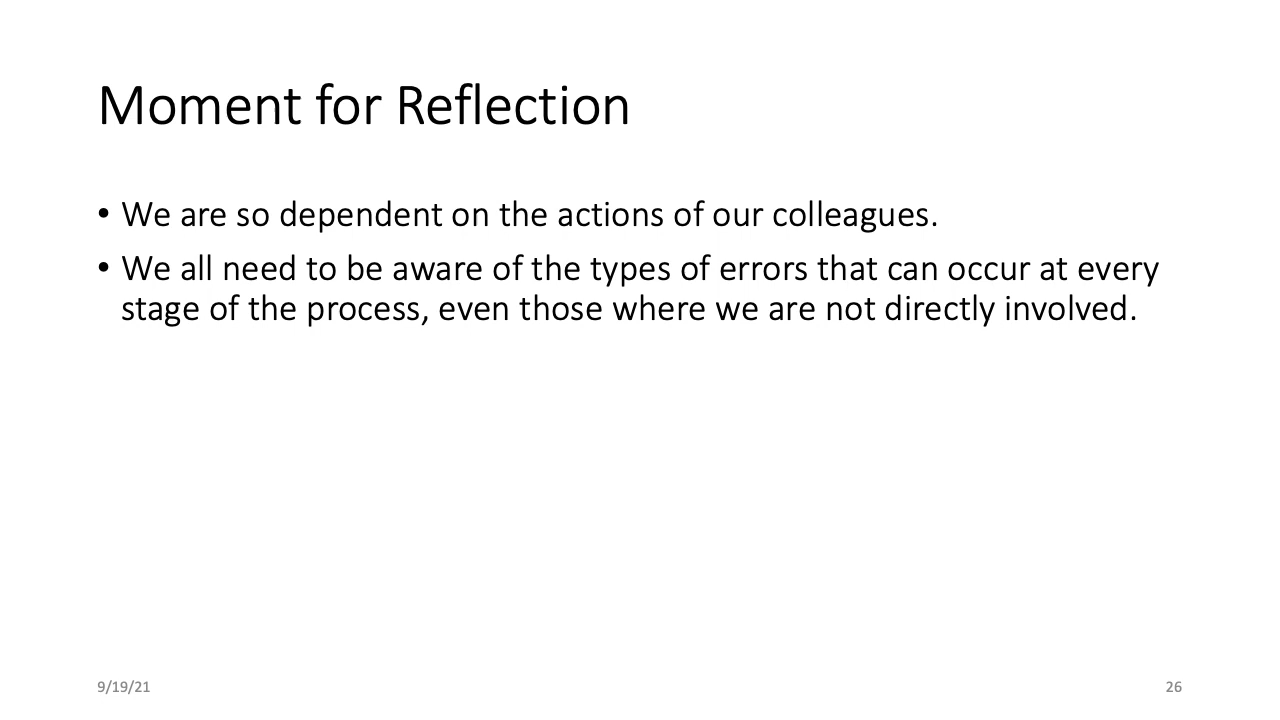 Moment for Reflection
• We are so dependent on the actions of our colleagues.
• We all need to be aware of the types of errors that can occur at every
stage of the process, even those where we are not directly involved.
9/19/21
26